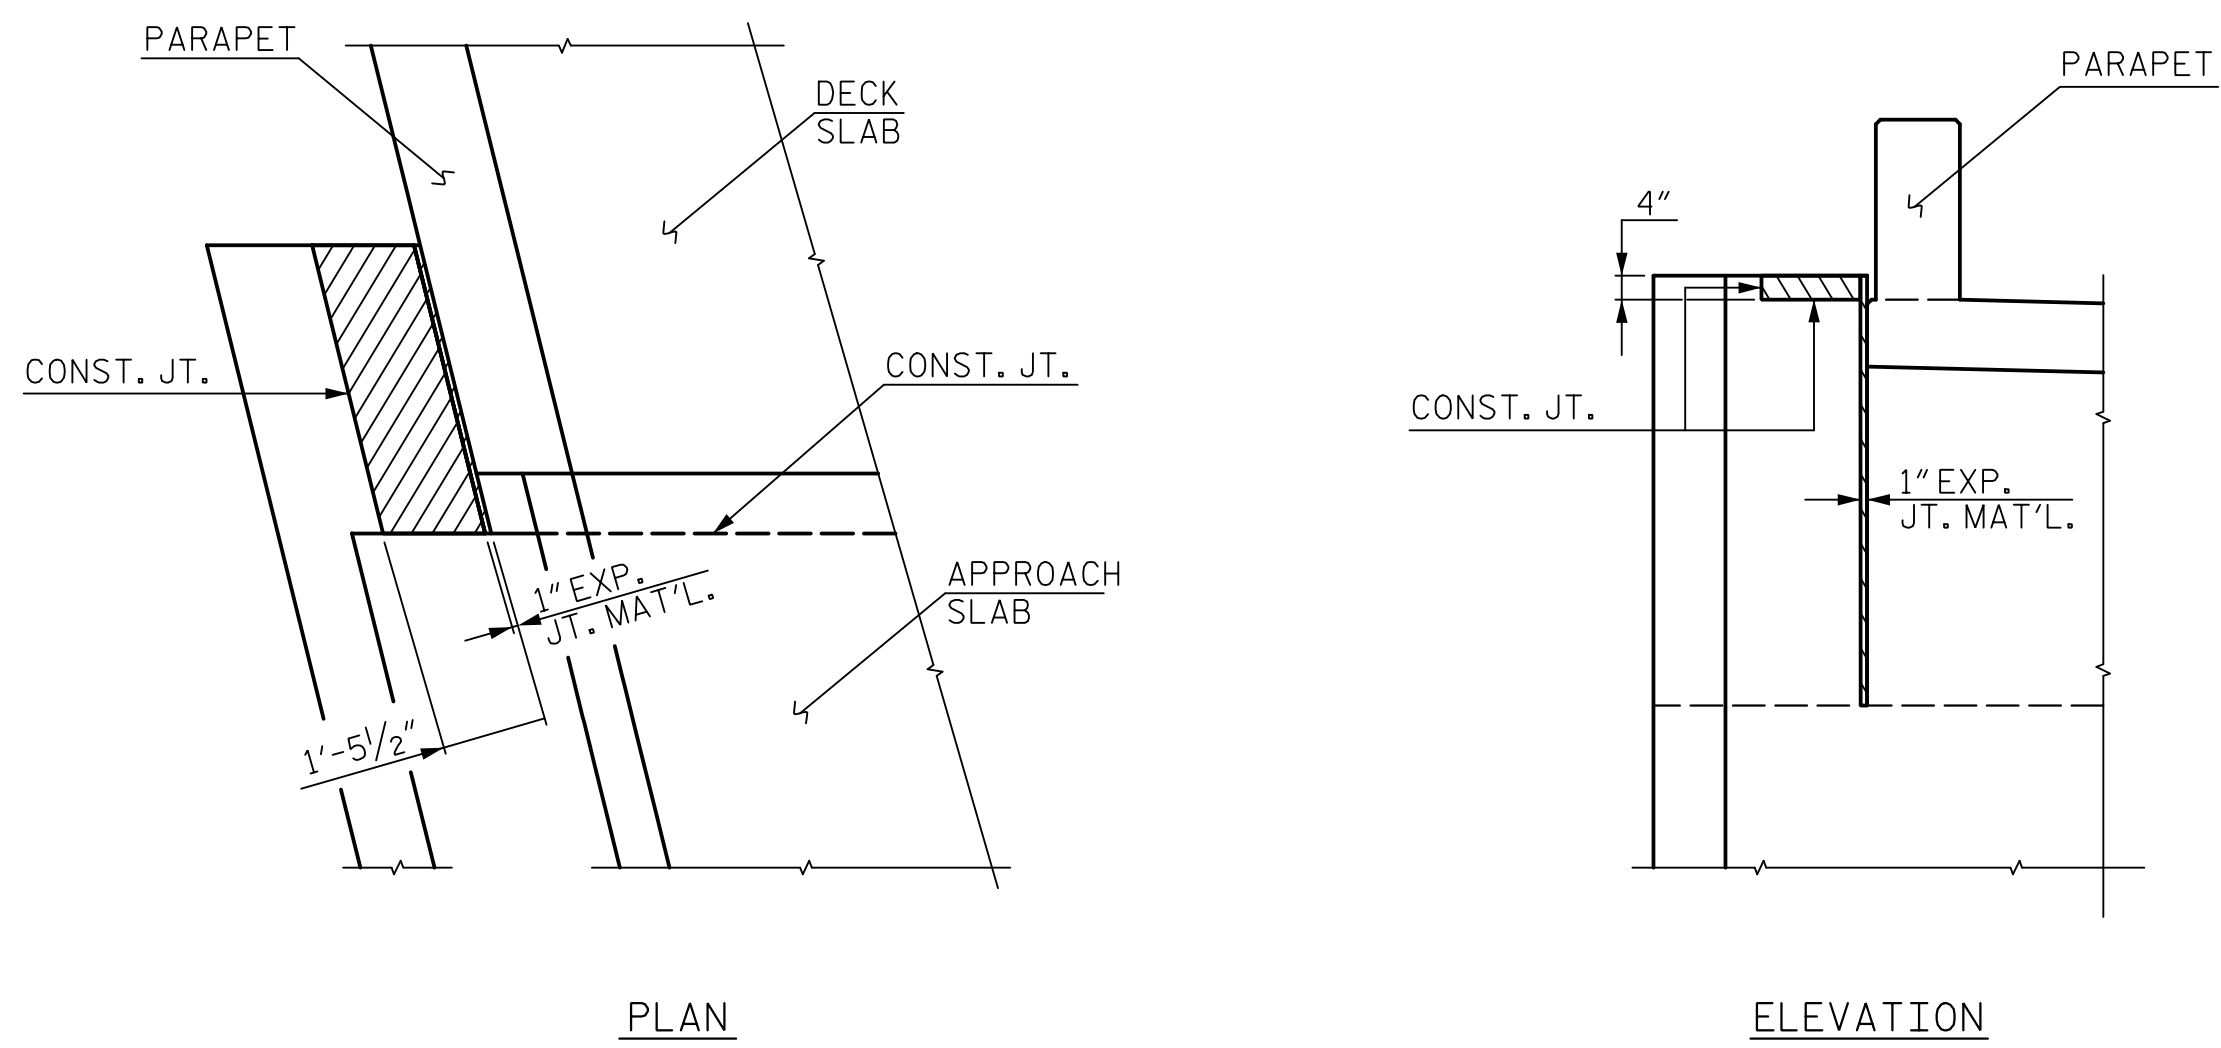 PARAPET
DECK
SLAB
CONST. JT.
CONST. JT.
1" EXP.
JT. MAT'L.
APPROACH
SLAB
1'-5 1/2"
PLAN
PARAPET
4"
CONST. JT.
1" EXP.
JT. MAT'L.
ELEVATION